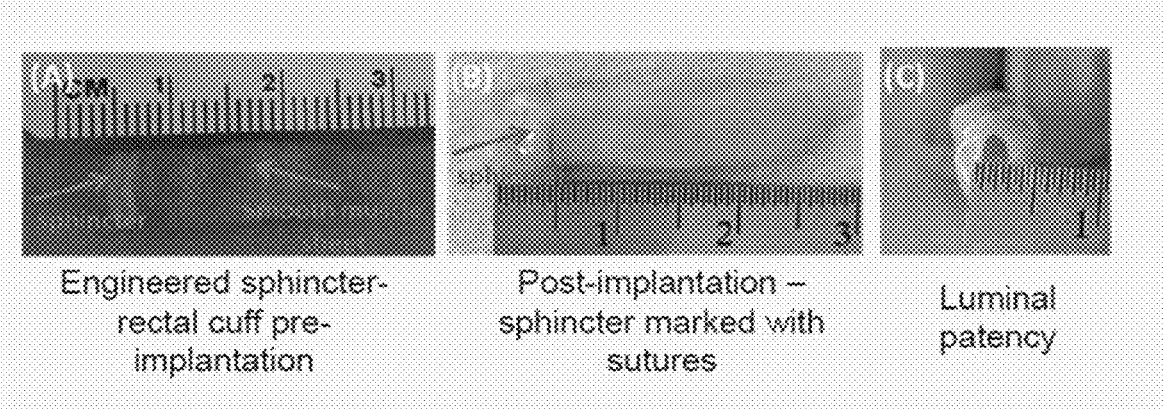 (A) CM 1 2 3
(B)
1 2 3
(C)
1
Engineered sphincter-
rectal cuff pre-
implantation
Post-implantation –
sphincter marked with
sutures
Luminal
patency